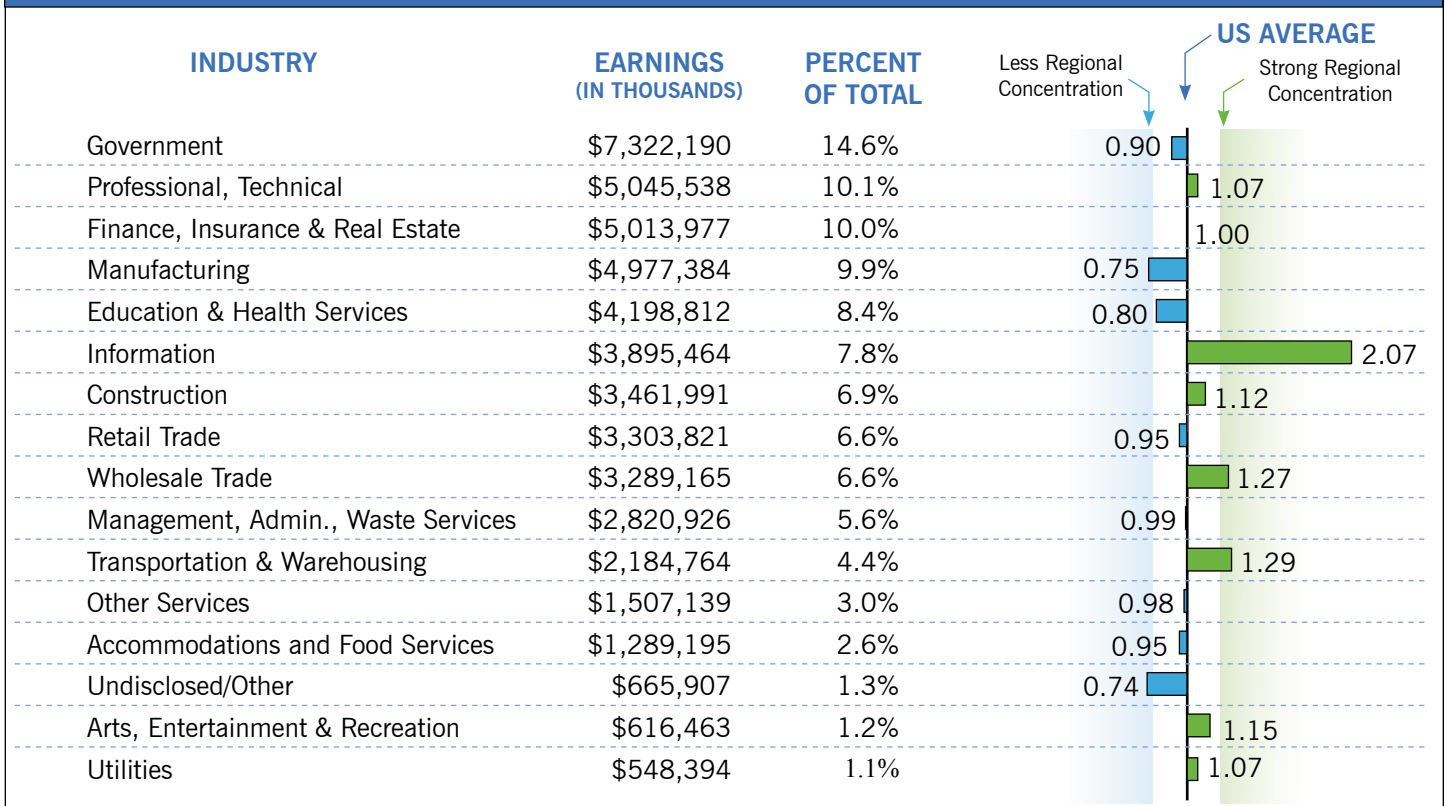 US AVERAGE
INDUSTRY EARNINGS (IN THOUSANDS) PERCENT OF TOTAL Less Regional Concentration Strong Regional Concentration
Government $7,322,190 14.6% 0.90
Professional, Technical $5,045,538 10.1% 1.07
Finance, Insurance & Real Estate $5,013,977 10.0% 1.00
Manufacturing $4,977,384 9.9% 0.75
Education & Health Services $4,198,812 8.4% 0.80
Information $3,895,464 7.8% 2.07
Construction $3,461,991 6.9% 1.12
Retail Trade $3,303,821 6.6% 0.95
Wholesale Trade $3,289,165 6.6% 1.27
Management, Admin., Waste Services $2,820,926 5.6% 0.99
Transportation & Warehousing $2,184,764 4.4% 1.29
Other Services $1,507,139 3.0% 0.98
Accommodations and Food Services $1,289,195 2.6% 0.95
Undisclosed/Other $665,907 1.3% 0.74
Arts, Entertainment & Recreation $616,463 1.2% 1.15
Utilities $548,394 1.1% 1.07